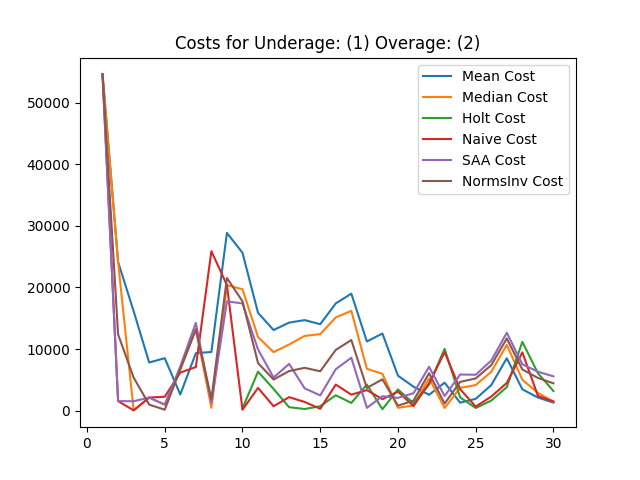 Costs for Underage: (1) Overage: (2)
Mean Cost
Median Cost
Holt Cost
Naive Cost
SAA Cost
NormsInv Cost
50000
40000
30000
20000
10000
0
0 5 10 15 20 25 30